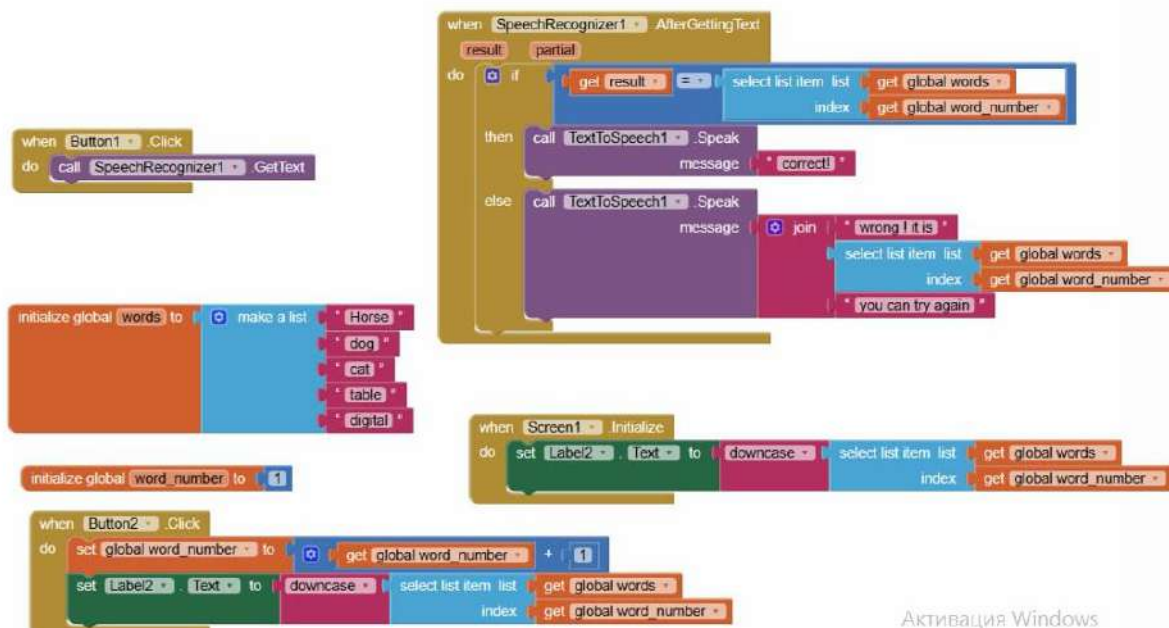 when SpeechRecognizer1 .AfterGettingText
result partial
do if get result = select list item list get global words
index get global word_number
then call TextToSpeech1 .Speak
message " correct! "
else call TextToSpeech1 .Speak
message join " wrong ! it is "
select list item list get global words
index get global word_number
" you can try again "
when Button1 .Click
do call SpeechRecognizer1 .GetText
initialize global words to make a list " Horse "
" dog "
" cat "
" table "
" digital "
when Screen1 .Initialize
do set Label2 . Text to downcase select list item list get global words
index get global word_number
initialize global word_number to 1
when Button2 .Click
do set global word_number to get global word_number + 1
set Label2 . Text to downcase select list item list get global words
index get global word_number
Активация Windows